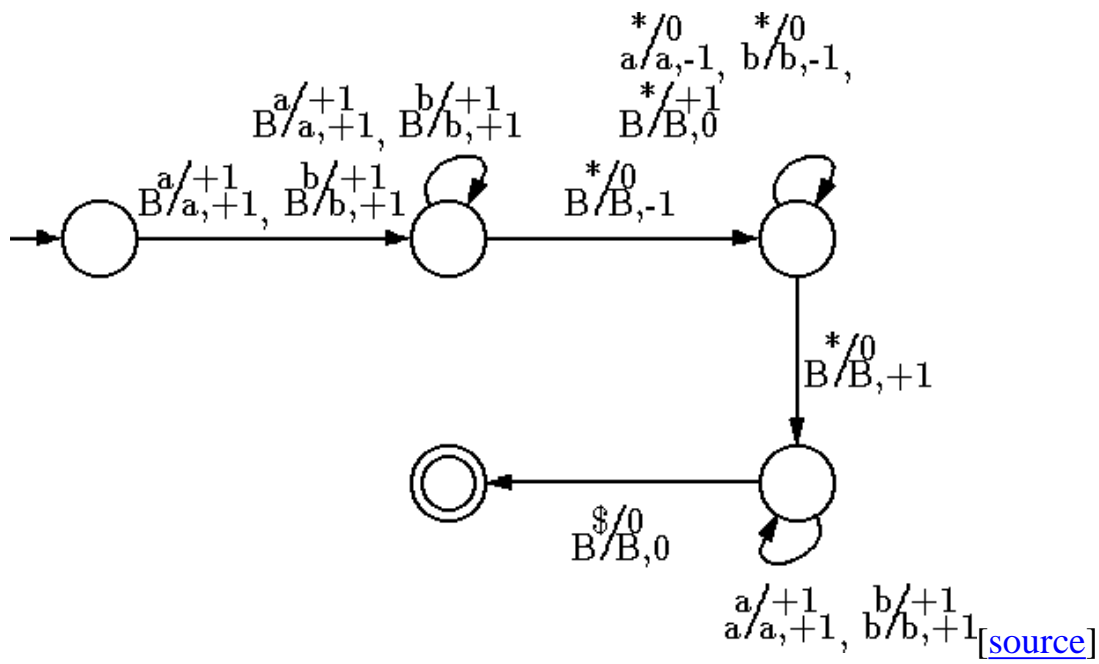 */0 */0
a/a,-1, b/b,-1,
*/+1
B/B,0
a/+1 b/+1
B/a,+1, B/b,+1
a/+1 b/+1
B/a,+1, B/b,+1
*/0
B/B,-1
*/0
B/B,+1
$/0
B/B,0
a/+1 b/+1
a/a,+1, b/b,+1
[source]